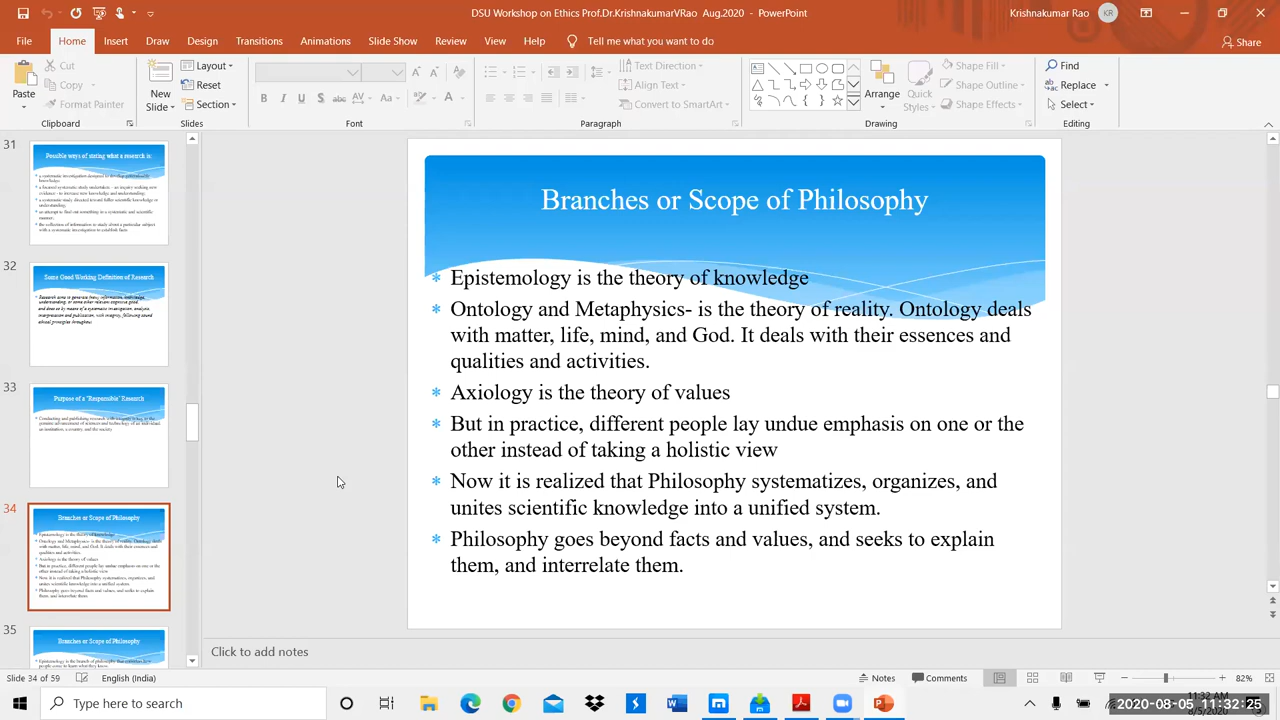 DSU Workshop on Ethics Prof.Dr.KrishnakumarVRao Aug.2020 - PowerPoint
Krishnakumar Rao
KR
File Home Insert Draw Design Transitions Animations Slide Show Review View Help Tell me what you want to do
Share
Paste
Cut
Copy
Format Painter
Clipboard
New
Slide
Layout
Reset
Section
Slides
Font
Text Direction
Align Text
Convert to SmartArt
Paragraph
Arrange
Quick
Styles
Shape Fill
Shape Outline
Shape Effects
Drawing
Find
Replace
Select
Editing
31
Possible ways of stating what a research is:
32
Some Good Working Definition of Research
33
Purpose of a "Responsible" Research
34
Branches or Scope of Philosophy
35
Branches or Scope of Philosophy
Branches or Scope of Philosophy
* Epistemology is the theory of knowledge
* Ontology and Metaphysics- is the theory of reality. Ontology deals
with matter, life, mind, and God. It deals with their essences and
qualities and activities.
* Axiology is the theory of values
* But in practice, different people lay undue emphasis on one or the
other instead of taking a holistic view
* Now it is realized that Philosophy systematizes, organizes, and
unites scientific knowledge into a unified system.
* Philosophy goes beyond facts and values, and seeks to explain
them, and interrelate them.
Click to add notes
Slide 34 of 59 English (India)
Notes Comments 82%
Type here to search
11:32 AM
2020-08-05 11:32:25